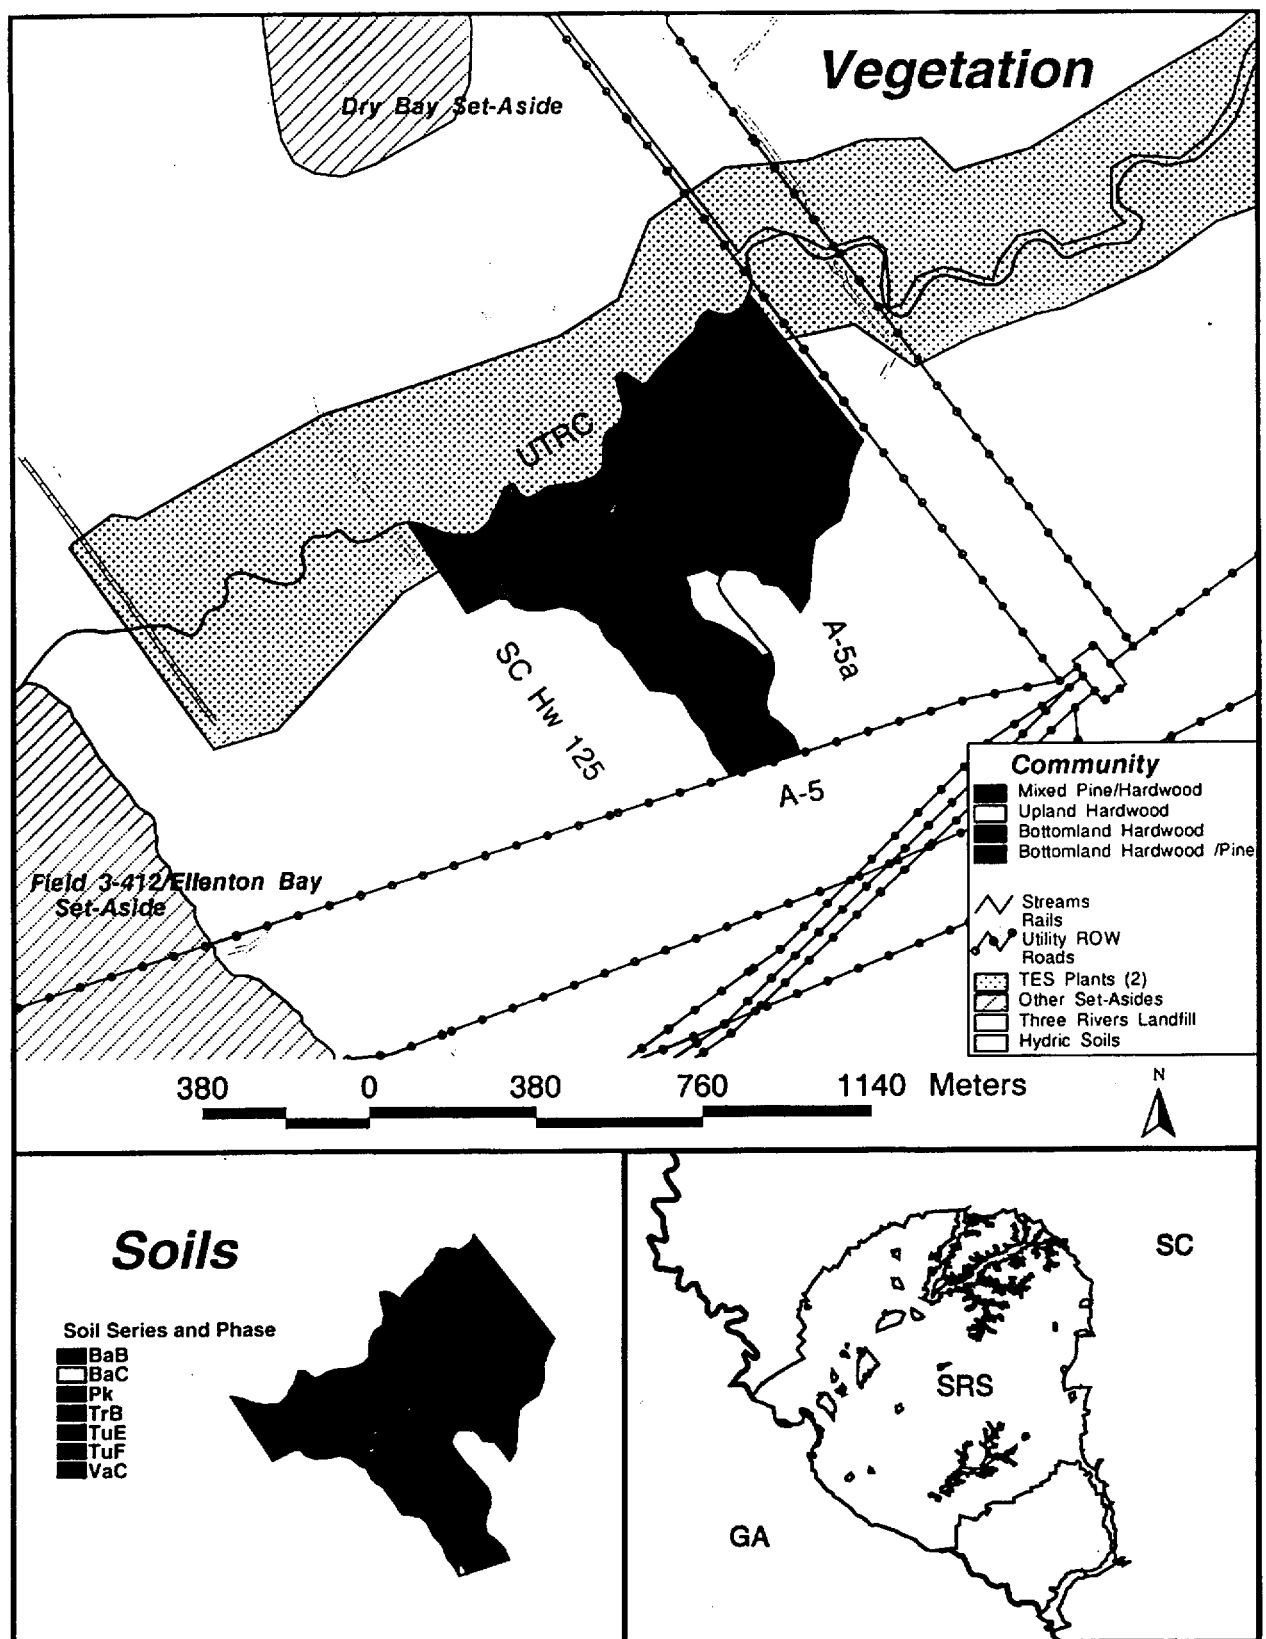 Vegetation
Dry Bay Set-Aside
UTRC
A-5a
SC Hw 125
A-5
Field 3-412/Ellenton Bay
Set-Aside
Community
Mixed Pine/Hardwood
Upland Hardwood
Bottomland Hardwood
Bottomland Hardwood /Pine
Streams
Rails
Utility ROW
Roads
TES Plants (2)
Other Set-Asides
Three Rivers Landfill
Hydric Soils
380 0 380 760 1140 Meters
N
Soils
Soil Series and Phase
BaB
BaC
Pk
TrB
TuE
TuF
VaC
SC
SRS
GA